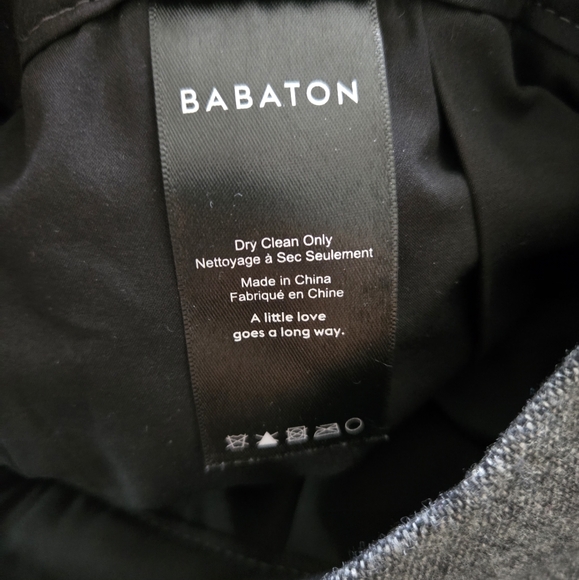 BABATON
Dry Clean Only
Nettoyage à Sec Seulement
Made in China
Fabriqué en Chine
A little love
goes a long way.